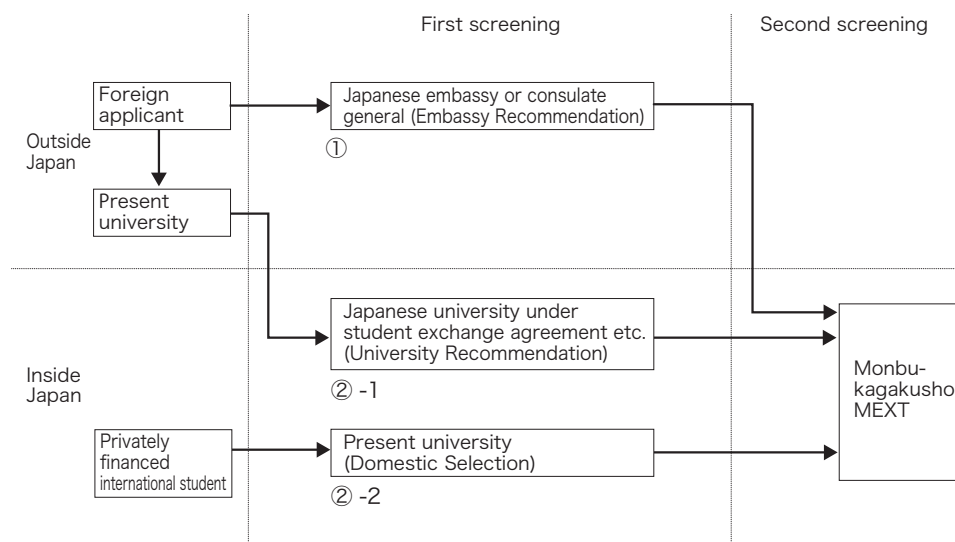 First screening
Second screening
Foreign
applicant
Japanese embassy or consulate
general (Embassy Recommendation)
①
Outside
Japan
Present
university
Japanese university under
student exchange agreement etc.
(University Recommendation)
② -1
Inside
Japan
Monbu-
kagakusho
MEXT
Privately
financed
international student
Present university
(Domestic Selection)
② -2